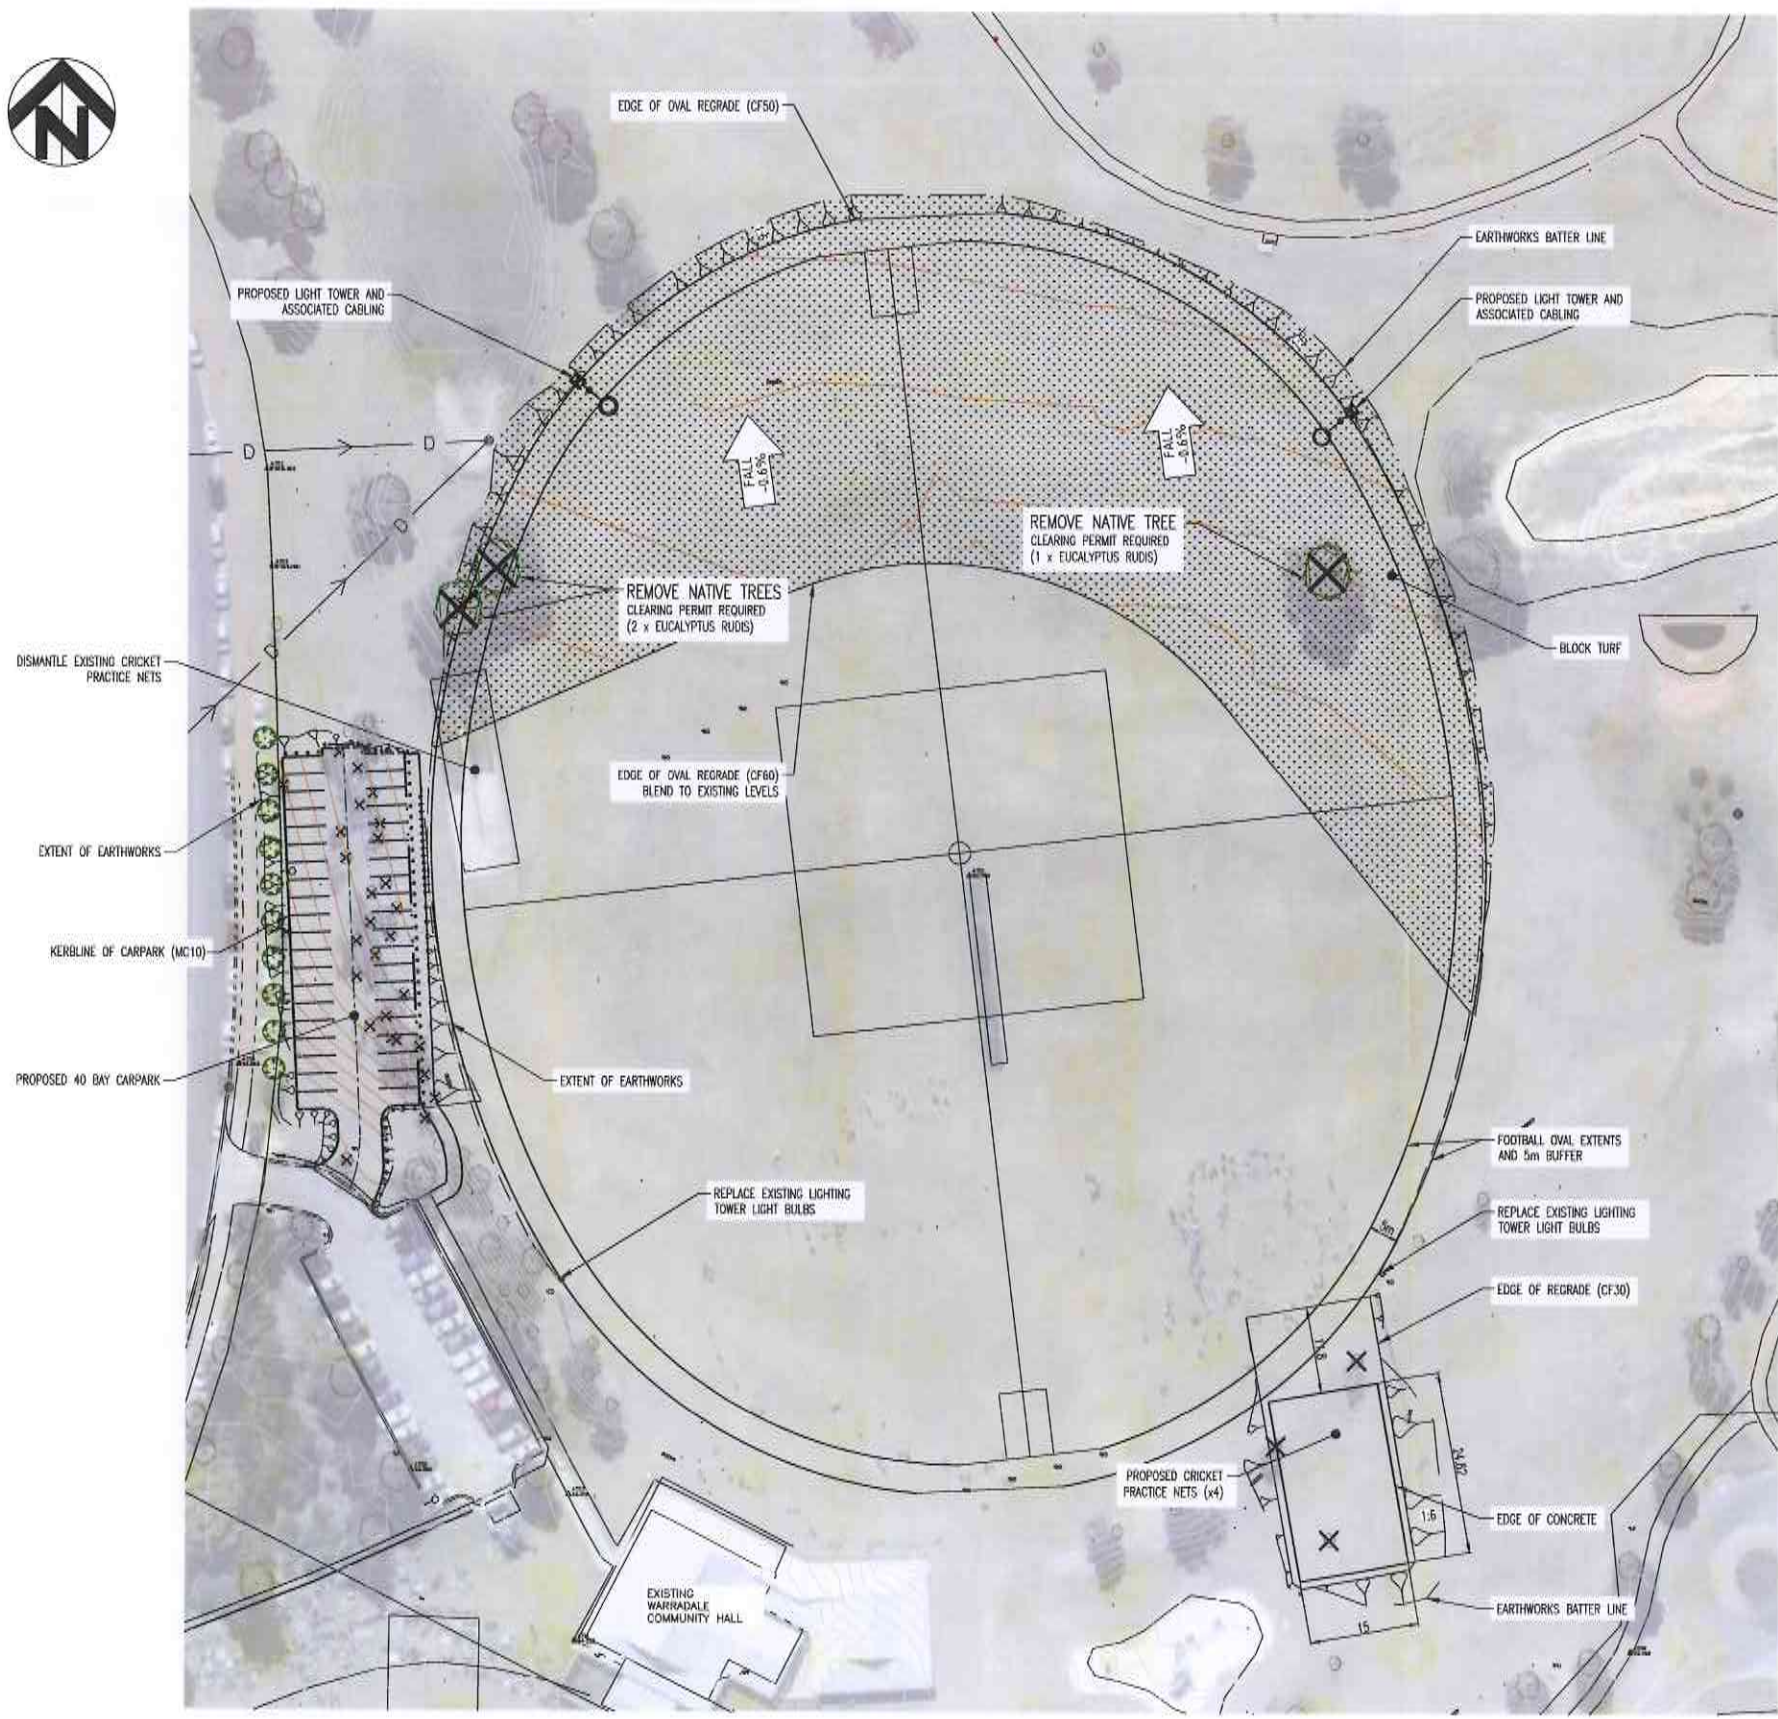 N
EDGE OF OVAL REGRADE (CF50)
EARTHWORKS BATTER LINE
PROPOSED LIGHT TOWER AND
ASSOCIATED CABLING
PROPOSED LIGHT TOWER AND
ASSOCIATED CABLING
FALL
-0.6%
FALL
-0.6%
D
D
D
D
REMOVE NATIVE TREE
CLEARING PERMIT REQUIRED
(1 x EUCALYPTUS RUDIS)
REMOVE NATIVE TREES
CLEARING PERMIT REQUIRED
(2 x EUCALYPTUS RUDIS)
BLOCK TURF
DISMANTLE EXISTING CRICKET
PRACTICE NETS
EDGE OF OVAL REGRADE (CF60)
BLEND TO EXISTING LEVELS
EXTENT OF EARTHWORKS
KERBLINE OF CARPARK (MC10)
PROPOSED 40 BAY CARPARK
EXTENT OF EARTHWORKS
FOOTBALL OVAL EXTENTS
AND 5m BUFFER
REPLACE EXISTING LIGHTING
TOWER LIGHT BULBS
REPLACE EXISTING LIGHTING
TOWER LIGHT BULBS
5m
EDGE OF REGRADE (CF30)
24.62
PROPOSED CRICKET
PRACTICE NETS (x4)
1:6
EDGE OF CONCRETE
EXISTING
WARRADALE
COMMUNITY HALL
EARTHWORKS BATTER LINE
15